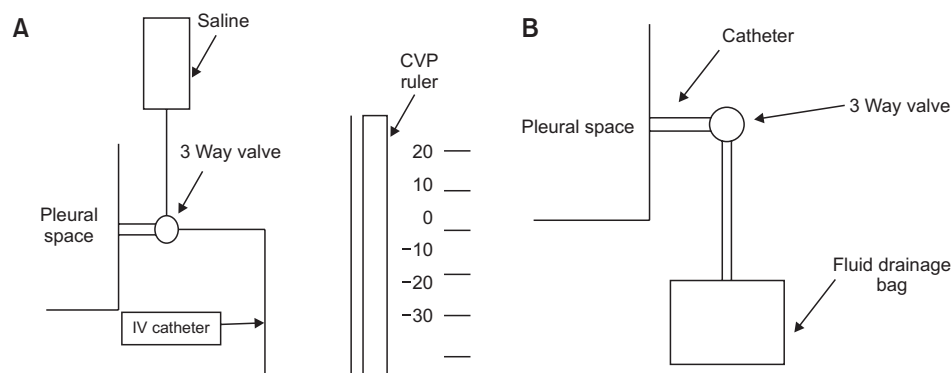 A
Saline
CVP
ruler
3 Way valve
Pleural
space
IV catheter
20
10
0
−10
−20
−30
B
Catheter
3 Way valve
Pleural space
Fluid drainage
bag